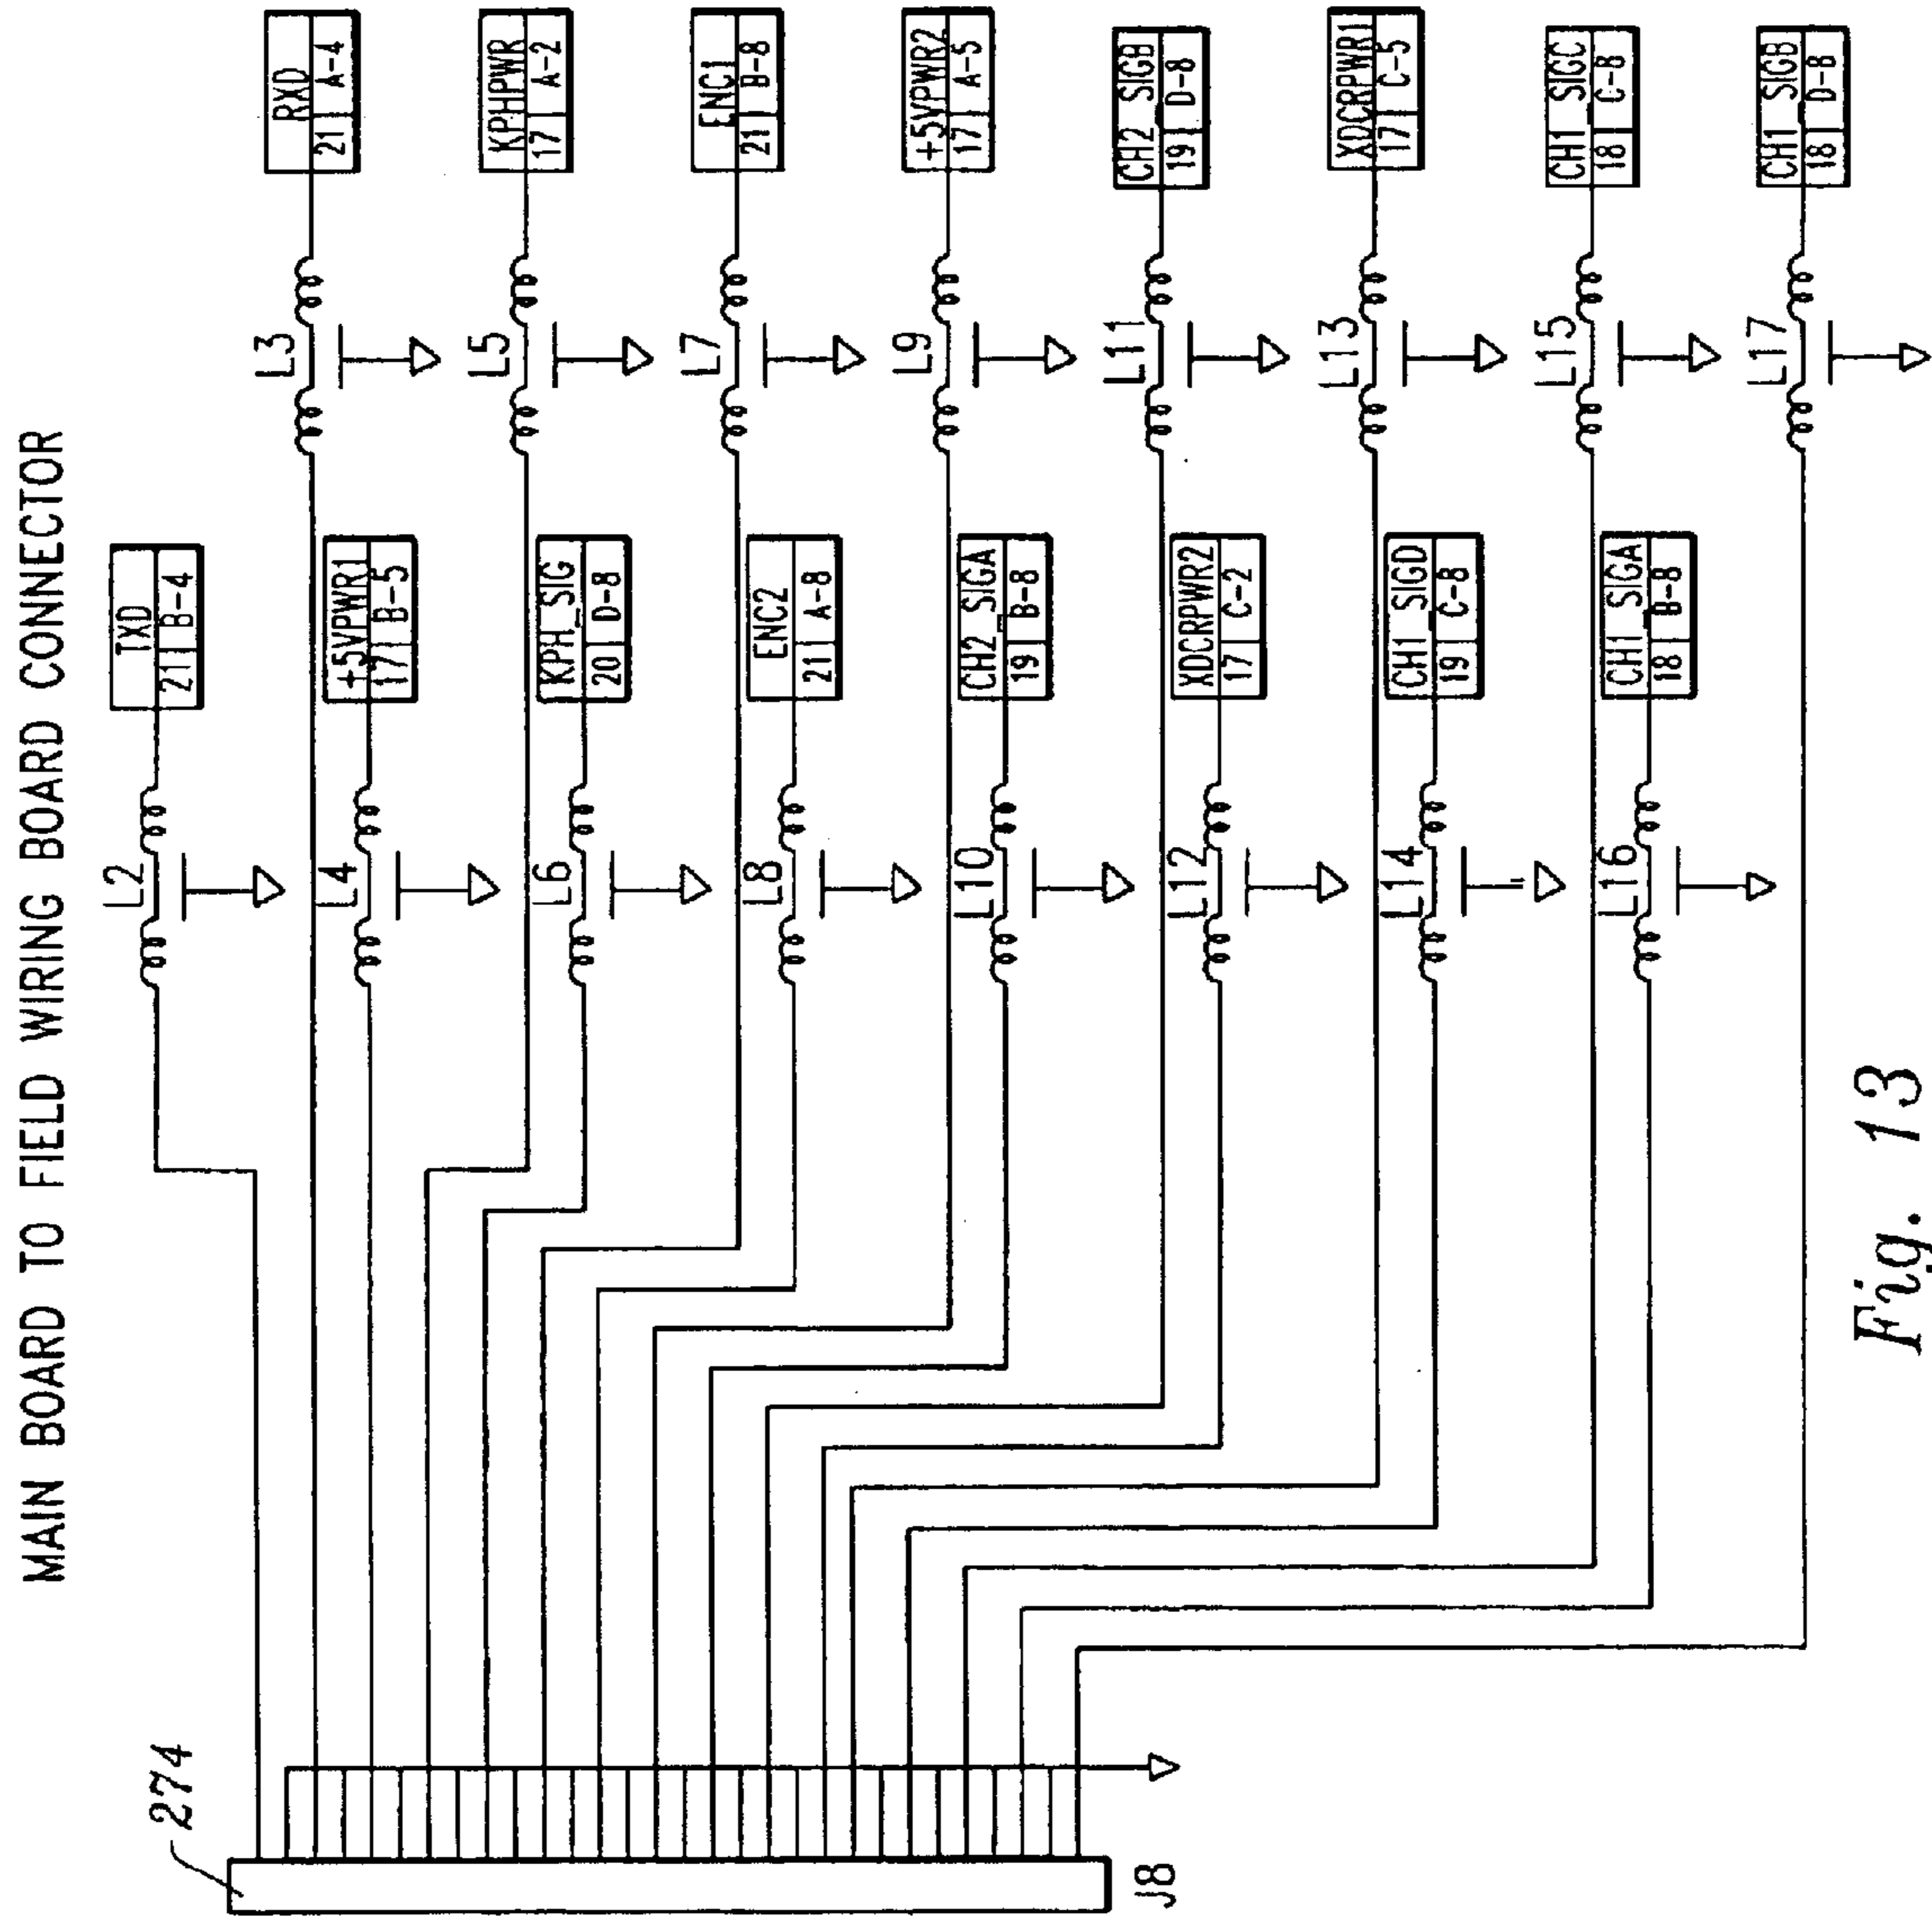 MAIN BOARD TO FIELD WIRING BOARD CONNECTOR
274
J8
L2
TXD
21 B-4
L3
RXD
21 A-4
L4
+5VPWR1
17 B-5
L5
KPHPWR
17 A-2
L6
KPH_SIG
20 D-8
L7
ENC1
21 B-8
L8
ENC2
21 A-8
L9
+5VPWR2
17 A-5
L10
CH2_SIGA
19 B-8
L11
CH2_SIGB
19 D-8
L12
XDCRPWR2
17 C-2
L13
XDCRPWR1
17 C-5
L14
CH1_SIGD
19 C-8
L15
CH1_SIGC
18 C-8
L16
CH1_SIGA
18 B-8
L17
CH1_SIGB
18 D-8
Fig. 13